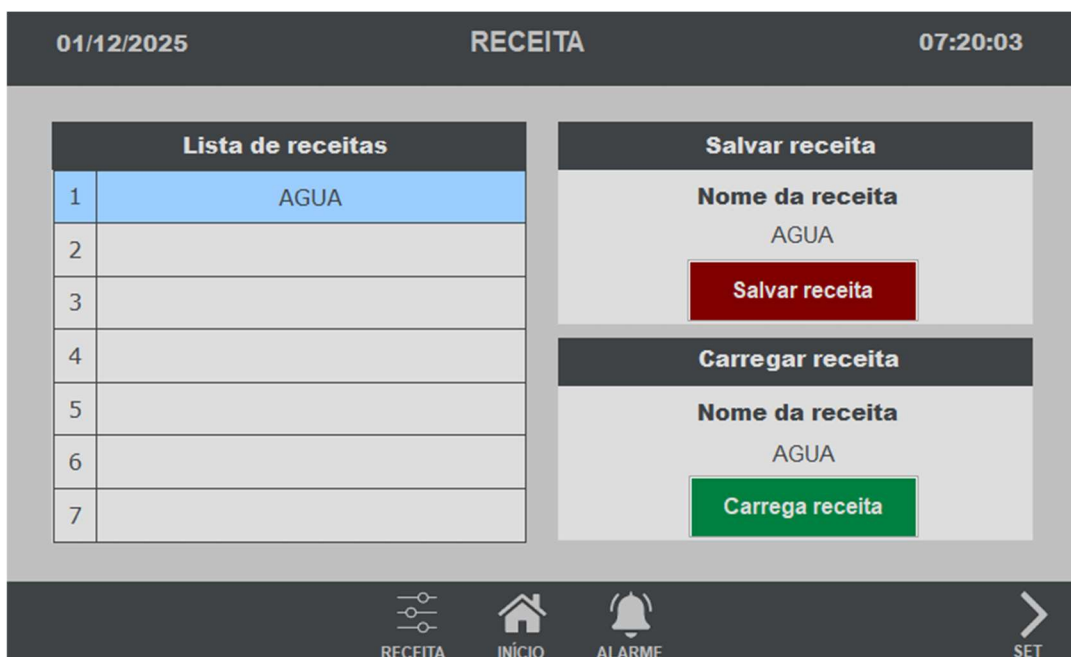 01/12/2025 RECEITA 07:20:03
Lista de receitas
1 AGUA
2
3
4
5
6
7
Salvar receita
Nome da receita
AGUA
Salvar receita
Carregar receita
Nome da receita
AGUA
Carrega receita
RECEITA INÍCIO ALARME SET